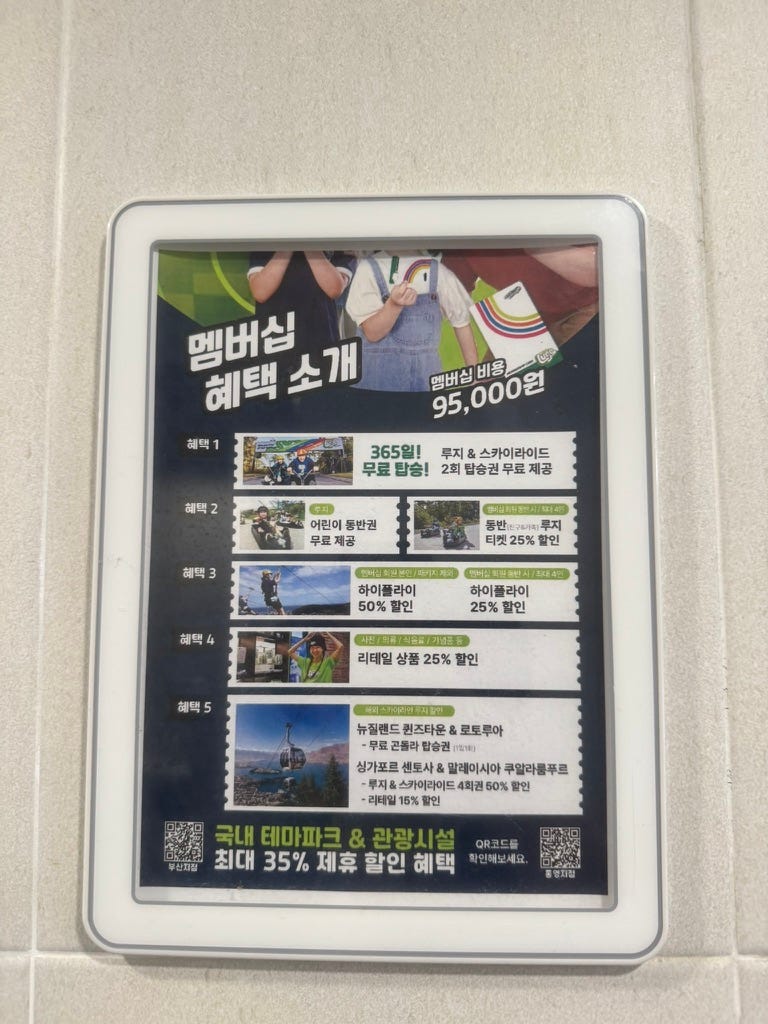 멤버십
혜택 소개
멤버십 비용
95,000원
혜택 1
365일!
무료 탑승!
루지 & 스카이라이드
2회 탑승권 무료 제공
혜택 2
루지
어린이 동반권
무료 제공
멤버십 회원 동반 시 / 최대 4인
동반(친구&가족) 루지
티켓 25% 할인
혜택 3
멤버십 회원 본인 / 패키지 제외
하이플라이
50% 할인
멤버십 회원 동반 시 / 최대 4인
하이플라이
25% 할인
혜택 4
사진 / 의류 / 식음료 / 기념품 등
리테일 상품 25% 할인
혜택 5
해외 스카이라인 루지 할인
뉴질랜드 퀸즈타운 & 로토루아
- 무료 곤돌라 탑승권 (1일1회)
싱가포르 센토사 & 말레이시아 쿠알라룸푸르
- 루지 & 스카이라이드 4회권 50% 할인
- 리테일 15% 할인
부산지점
국내 테마파크 & 관광시설
최대 35% 제휴 할인 혜택
QR코드를
확인해보세요.
통영지점